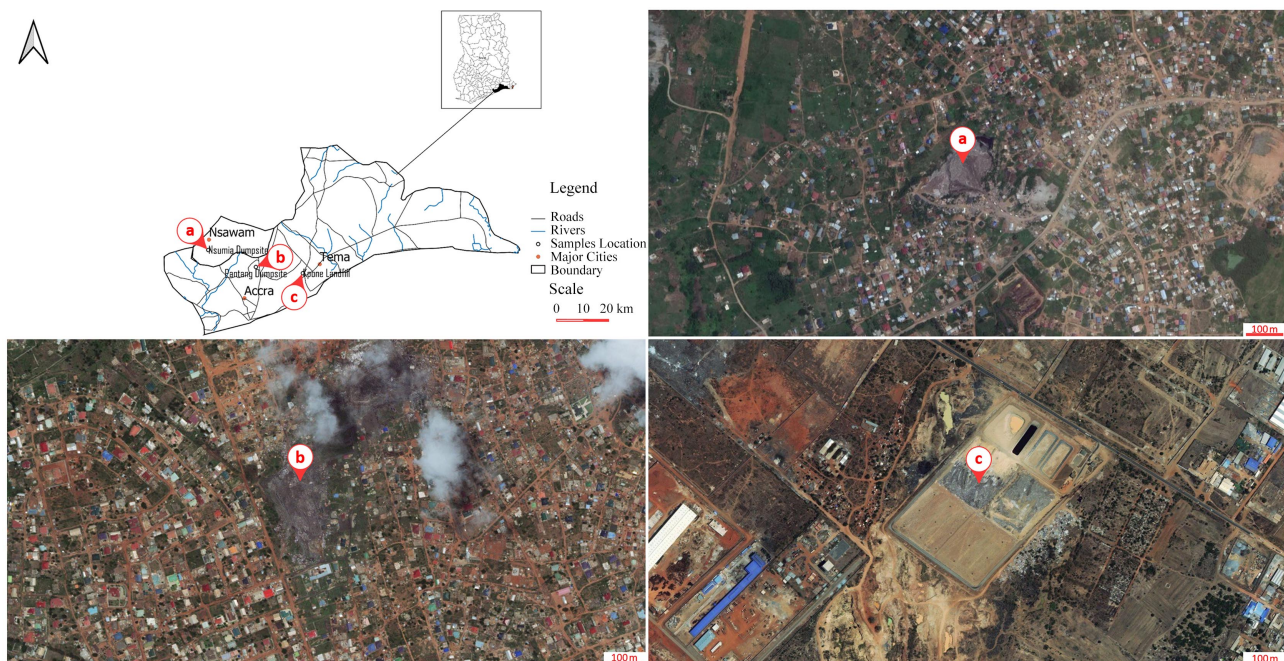 a
Nsawam
Nsumia Dumpsite
b
Pantang Dumpsite
Tema
Kpone Landfill
c
Accra
Legend
Roads
Rivers
Samples Location
Major Cities
Boundary
Scale
0 10 20 km
a
100 m
b
100 m
c
100 m